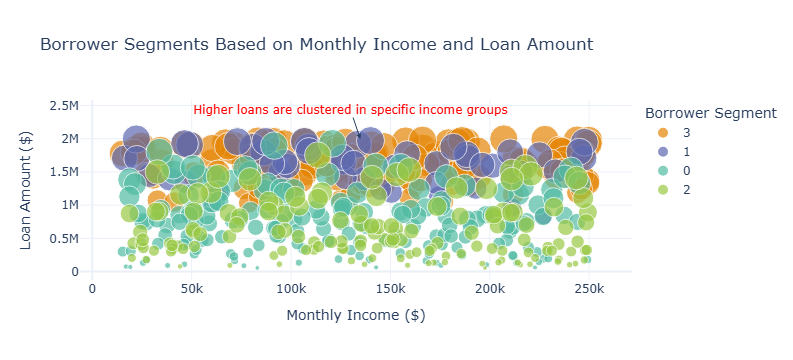 Borrower Segments Based on Monthly Income and Loan Amount
Higher loans are clustered in specific income groups
Loan Amount ($)
2.5M
2M
1.5M
1M
0.5M
0
0
50k
100k
150k
200k
250k
Monthly Income ($)
Borrower Segment
3
1
0
2